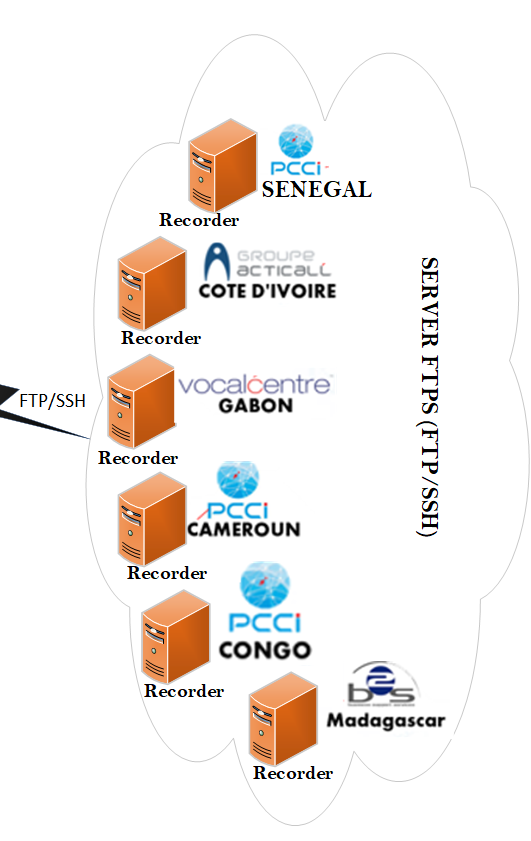 PCCI
SENEGAL
Recorder
GROUPE
ACTICALL
COTE D'IVOIRE
Recorder
FTP/SSH
vocalcentre
GABON
Recorder
PCCI
CAMEROUN
Recorder
PCCI
CONGO
Recorder
b2s
Madagascar
Recorder
SERVER FTPS (FTP/SSH)